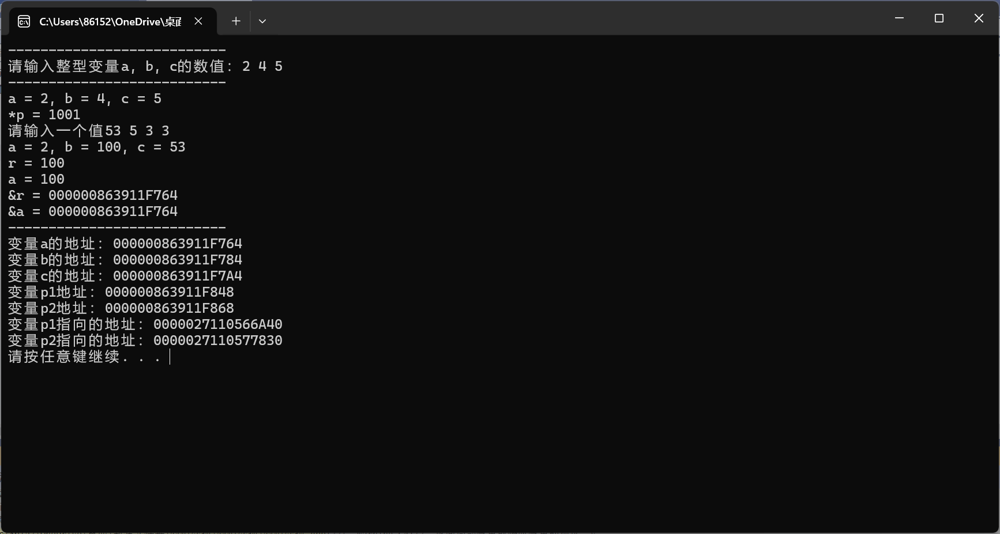 C:\Users\86152\OneDrive\桌面
---------------------------
请输入整型变量a, b, c的数值: 2 4 5
---------------------------
a = 2, b = 4, c = 5
*p = 1001
请输入一个值53 5 3 3
a = 2, b = 100, c = 53
r = 100
a = 100
&r = 000000863911F764
&a = 000000863911F764
---------------------------
变量a的地址: 000000863911F764
变量b的地址: 000000863911F784
变量c的地址: 000000863911F7A4
变量p1地址: 000000863911F848
变量p2地址: 000000863911F868
变量p1指向的地址: 0000027110566A40
变量p2指向的地址: 0000027110577830
请按任意键继续. . .